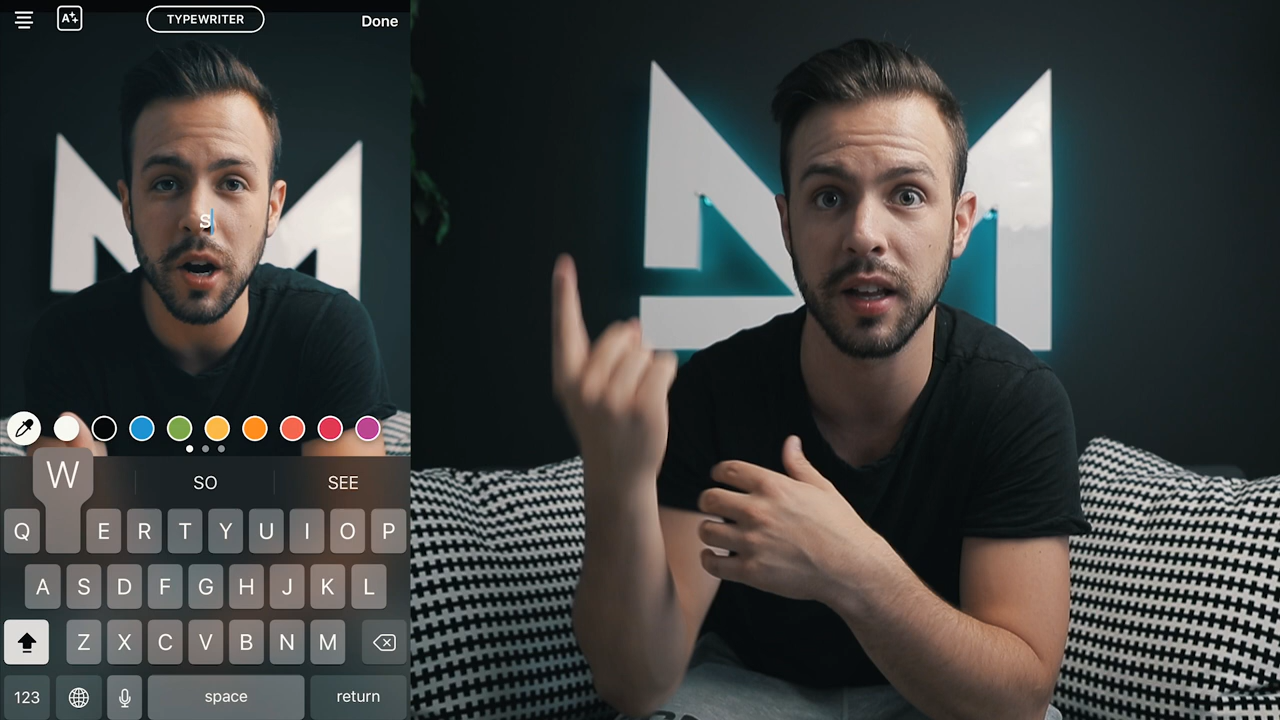 A
TYPEWRITER
Done
S
W
SO
SEE
Q E R T Y U I O P
A S D F G H J K L
Z X C V B N M
123
space
return